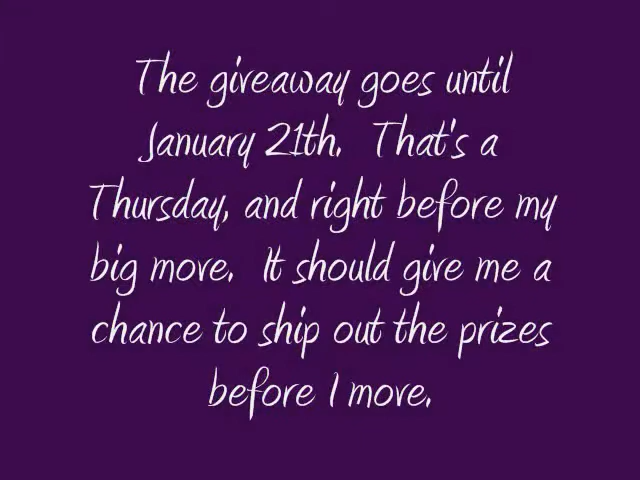 The giveaway goes until
January 21th.  That's a
Thursday, and right before my
big move.  It should give me a
chance to ship out the prizes
before I move.